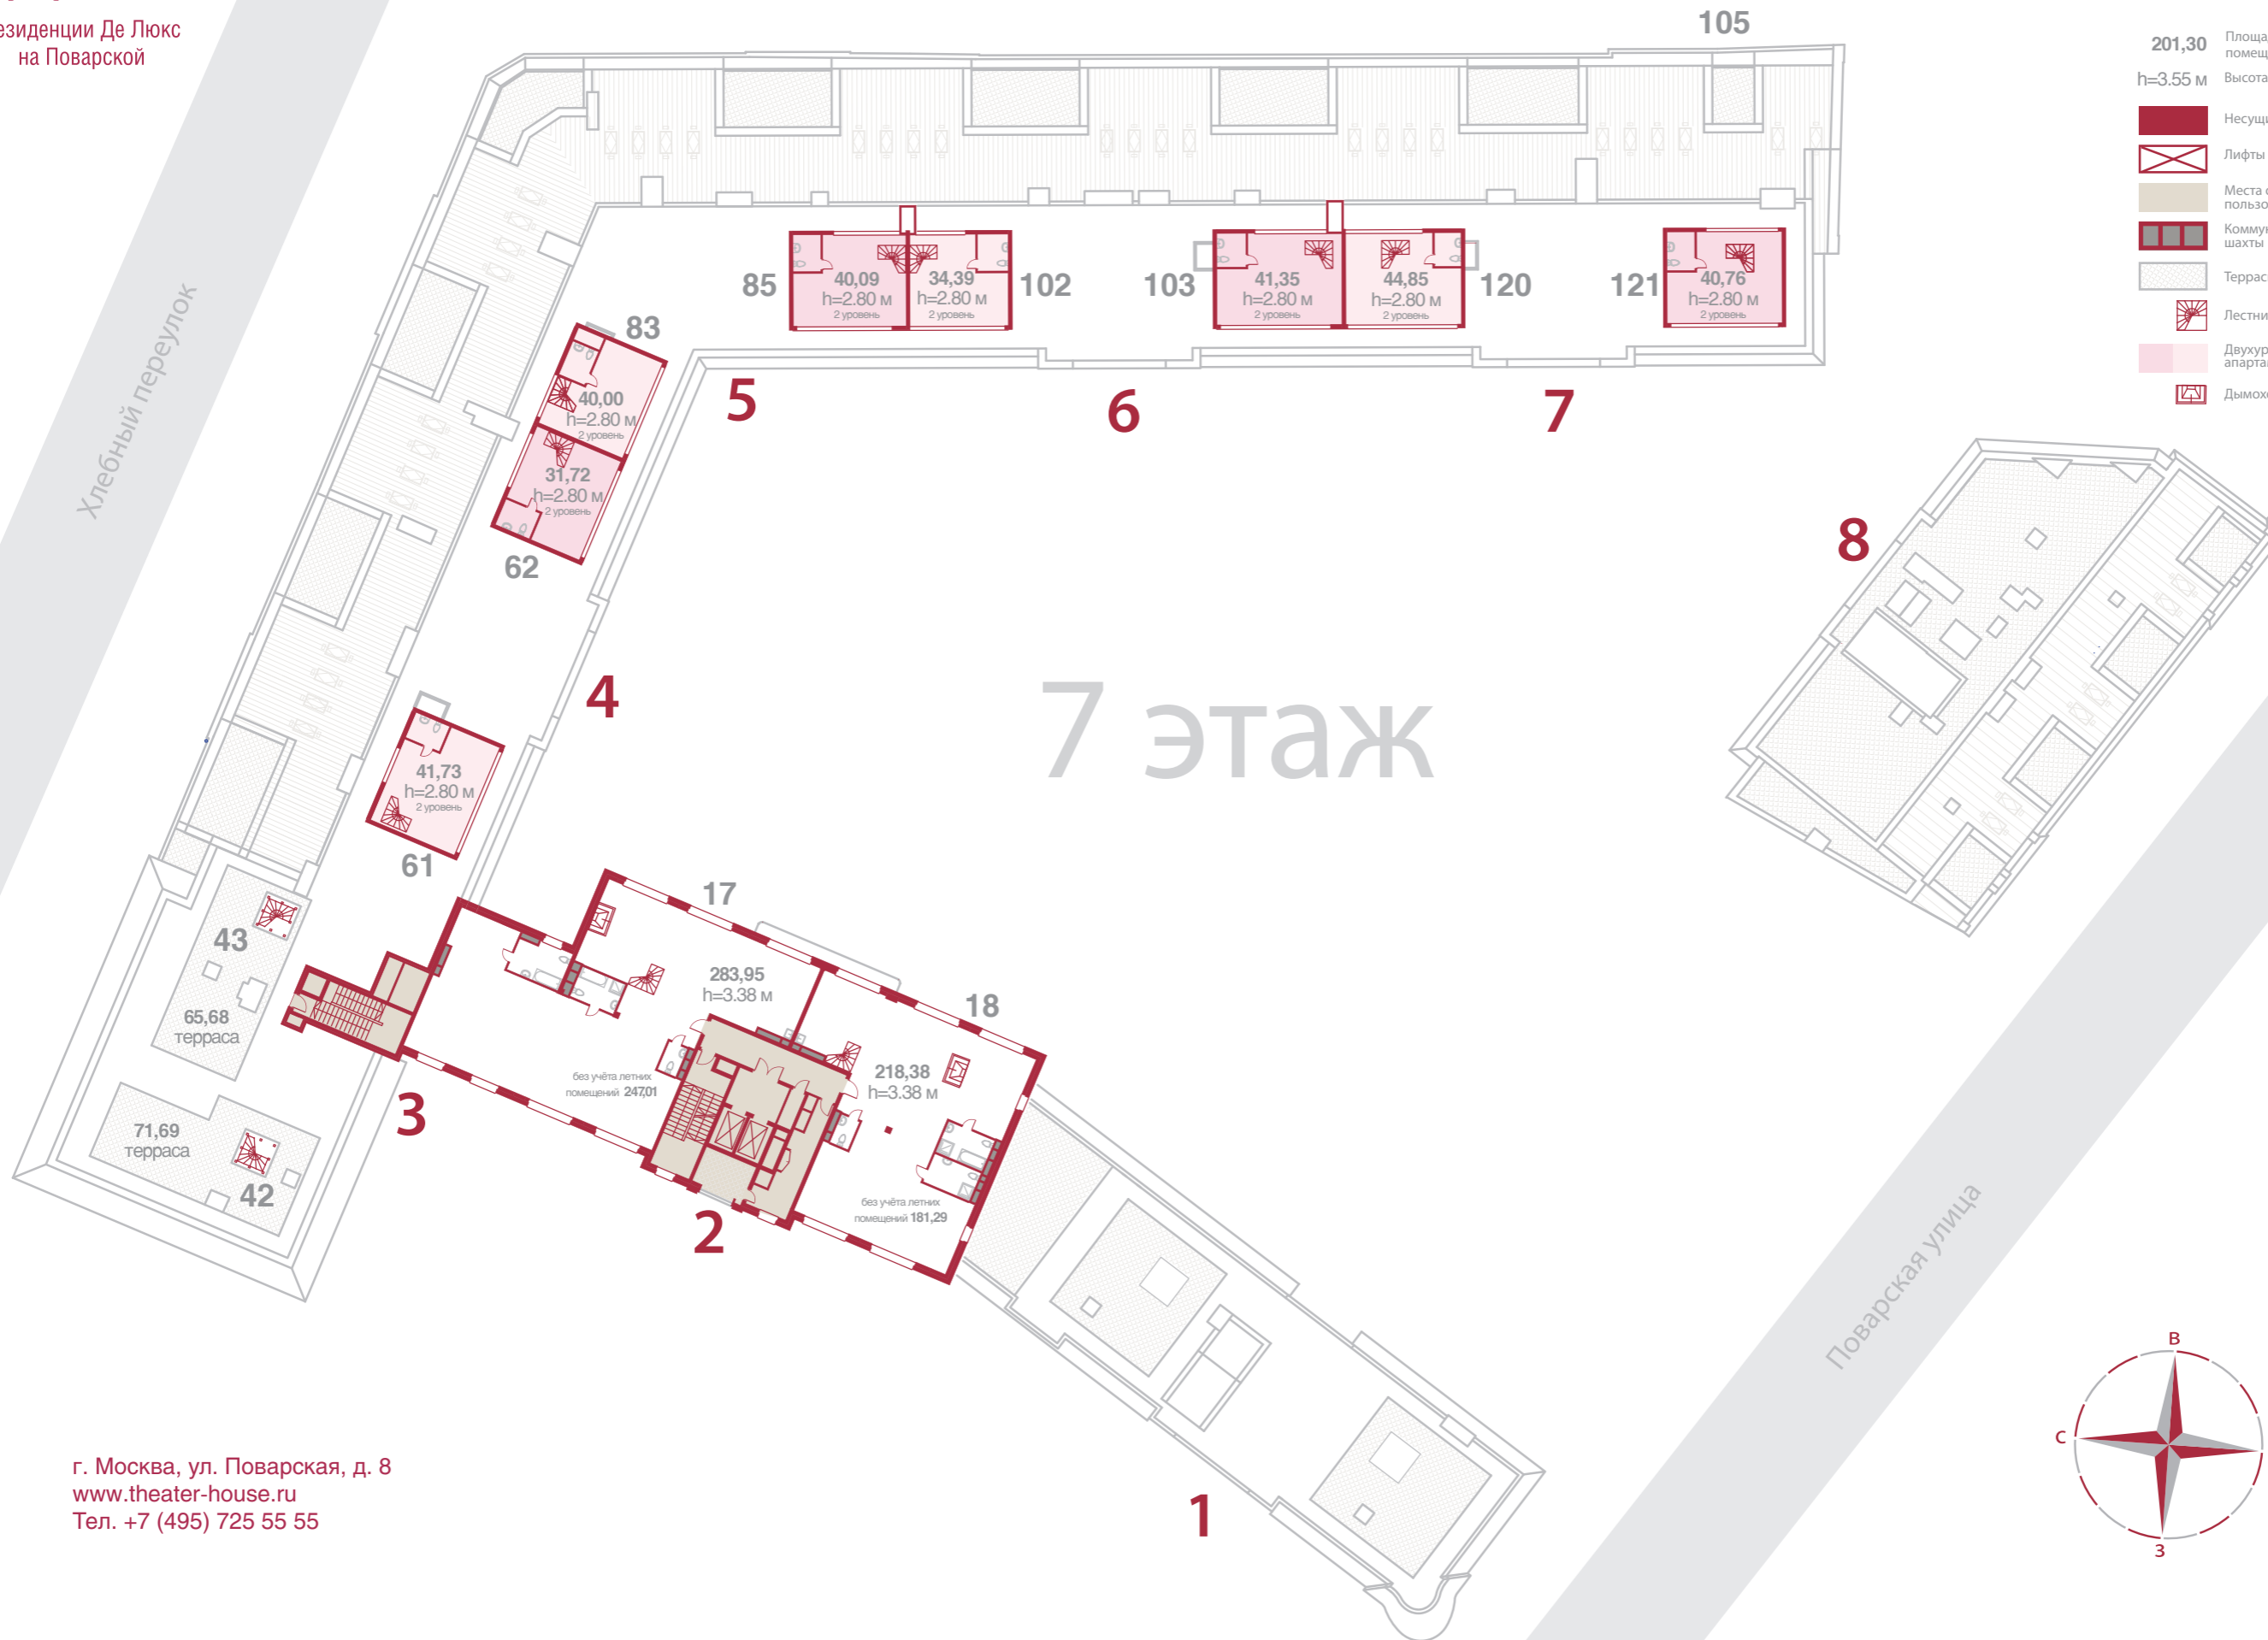 на Поварской
Де Люкс
105
201,30
h=3.55 м
Лифты
Хлебный переулок
85
40,09
h=2.80 м
2 уровень
34,39
h=2.80 м
2 уровень
102
103
41,35
h=2.80 м
2 уровень
44,85
h=2.80 м
2 уровень
120
121
40,76
h=2.80 м
2 уровень
83
40,00
h=2.80 м
2 уровень
31,72
h=2.80 м
2 уровень
62
5
6
7
8
4
7 этаж
41,73
h=2.80 м
2 уровень
61
17
283,95
h=3.38 м
18
43
65,68
терраса
218,38
h=3.38 м
без учёта летних
помещений 247,01
3
71,69
терраса
42
без учёта летних
помещений 181,29
2
Поварская улица
1
В
С
З
г. Москва, ул. Поварская, д. 8
www.theater-house.ru
Тел. +7 (495) 725 55 55